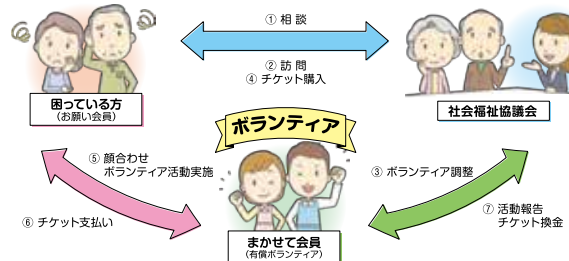 ① 相 談
② 訪 問
④ チケット購入
困っている方
(お願い会員)
社会福祉協議会
ボランティア
⑤ 顔合わせ
ボランティア活動実施
③ ボランティア調整
⑥ チケット支払い
⑦ 活動報告
チケット換金
まかせて会員
(有償ボランティア)